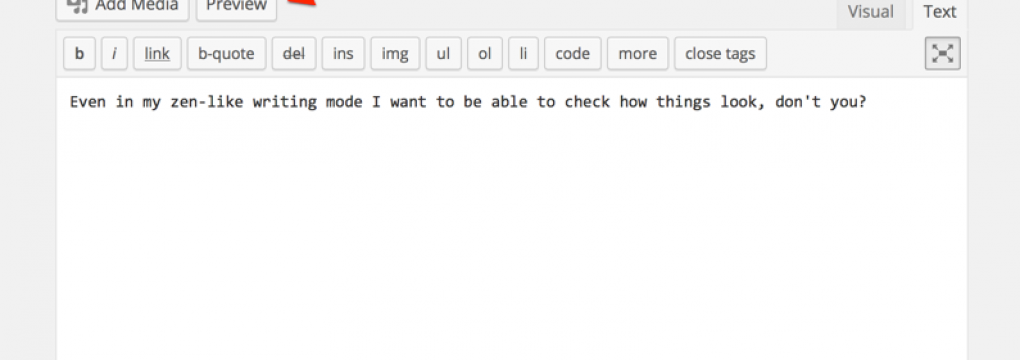 Add Media Preview
Visual Text
b i link b-quote del ins img ul ol li code more close tags
Even in my zen-like writing mode I want to be able to check how things look, don't you?